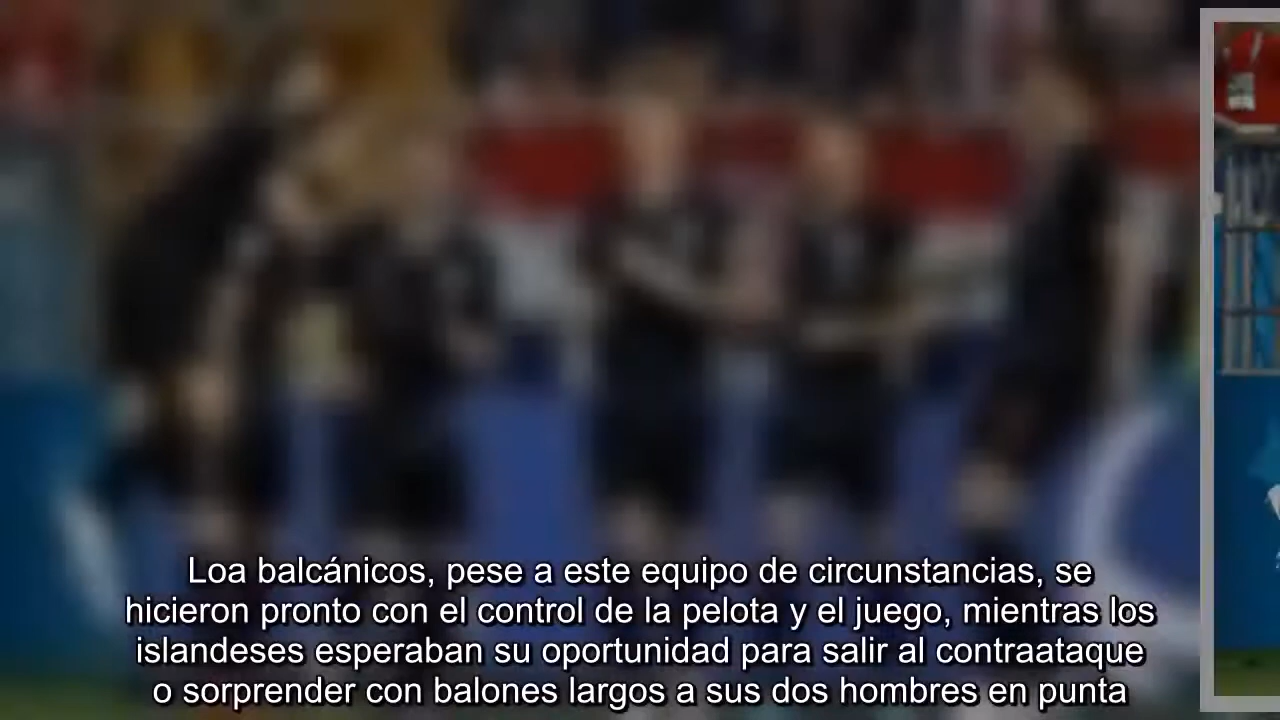 Loa balcánicos, pese a este equipo de circunstancias, se
hicieron pronto con el control de la pelota y el juego, mientras los
islandeses esperaban su oportunidad para salir al contraataque
o sorprender con balones largos a sus dos hombres en punta